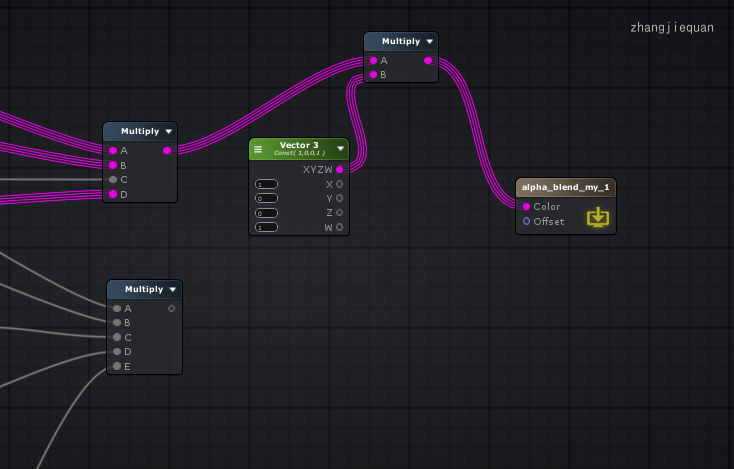 zhangjiequan
Multiply
A
B
Multiply
A
B
C
D
Vector 3
Const( 1,0,0,1 )
XYZW
1 X
0 Y
0 Z
1 W
alpha_blend_my_1
Color
Offset
Multiply
A
B
C
D
E